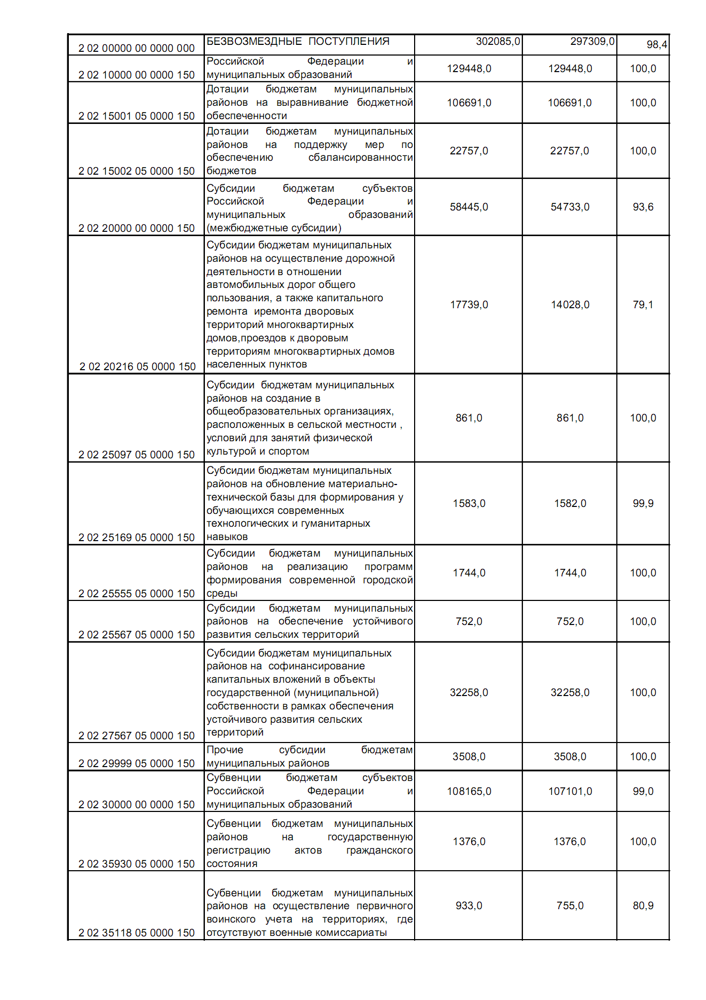 2 02 00000 00 0000 000 БЕЗВОЗМЕЗДНЫЕ ПОСТУПЛЕНИЯ 302085,0 297309,0 98,4
Российской Федерации и
2 02 10000 00 0000 150 муниципальных образований 129448,0 129448,0 100,0
Дотации бюджетам муниципальных
районов на выравнивание бюджетной 106691,0 106691,0 100,0
2 02 15001 05 0000 150 обеспеченности
Дотации бюджетам муниципальных
районов на поддержку мер по 22757,0 22757,0 100,0
обеспечению сбалансированности
2 02 15002 05 0000 150 бюджетов
Субсидии бюджетам субъектов
Российской Федерации и 58445,0 54733,0 93,6
муниципальных образований
2 02 20000 00 0000 150 (межбюджетные субсидии)
Субсидии бюджетам муниципальных
районов на осуществление дорожной
деятельности в отношении
автомобильных дорог общего
пользования, а также капитального 17739,0 14028,0 79,1
ремонта иремонта дворовых
территорий многоквартирных
домов,проездов к дворовым
территориям многоквартирных домов
2 02 20216 05 0000 150 населенных пунктов
Субсидии бюджетам муниципальных
районов на создание в
общеобразовательных организациях,
расположенных в сельской местности , 861,0 861,0 100,0
условий для занятий физической
2 02 25097 05 0000 150 культурой и спортом
Субсидии бюджетам муниципальных
районов на обновление материально-
технической базы для формирования у 1583,0 1582,0 99,9
обучающихся современных
технологических и гуманитарных
2 02 25169 05 0000 150 навыков
Субсидии бюджетам муниципальных
районов на реализацию программ 1744,0 1744,0 100,0
формирования современной городской
2 02 25555 05 0000 150 среды
Субсидии бюджетам муниципальных
районов на обеспечение устойчивого 752,0 752,0 100,0
2 02 25567 05 0000 150 развития сельских территорий
Субсидии бюджетам муниципальных
районов на софинансирование
капитальных вложений в объекты
государственной (муниципальной) 32258,0 32258,0 100,0
собственности в рамках обеспечения
устойчивого развития сельских
2 02 27567 05 0000 150 территорий
Прочие субсидии бюджетам
2 02 29999 05 0000 150 муниципальных районов 3508,0 3508,0 100,0
Субвенции бюджетам субъектов
Российской Федерации и 108165,0 107101,0 99,0
2 02 30000 00 0000 150 муниципальных образований
Субвенции бюджетам муниципальных
районов на государственную 1376,0 1376,0 100,0
регистрацию актов гражданского
2 02 35930 05 0000 150 состояния
Субвенции бюджетам муниципальных
районов на осуществление первичного 933,0 755,0 80,9
воинского учета на территориях, где
2 02 35118 05 0000 150 отсутствуют военные комиссариаты